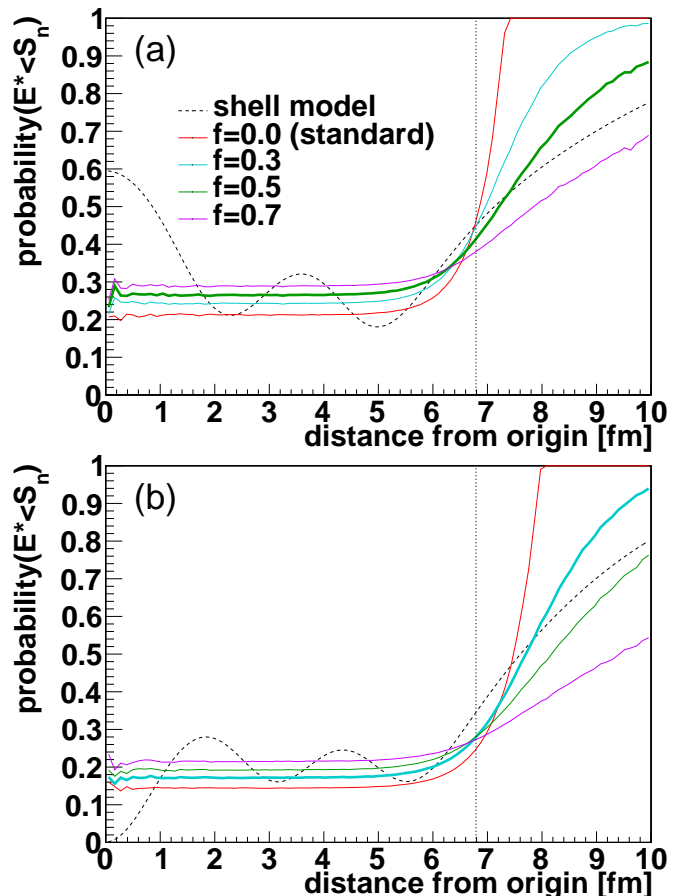 (a)
probability(E*<Sn)
1
0.9
0.8
0.7
0.6
0.5
0.4
0.3
0.2
0.1
0
shell model
f=0.0 (standard)
f=0.3
f=0.5
f=0.7
0 1 2 3 4 5 6 7 8 9 10
distance from origin [fm]
(b)
probability(E*<Sn)
1
0.9
0.8
0.7
0.6
0.5
0.4
0.3
0.2
0.1
0
0 1 2 3 4 5 6 7 8 9 10
distance from origin [fm]